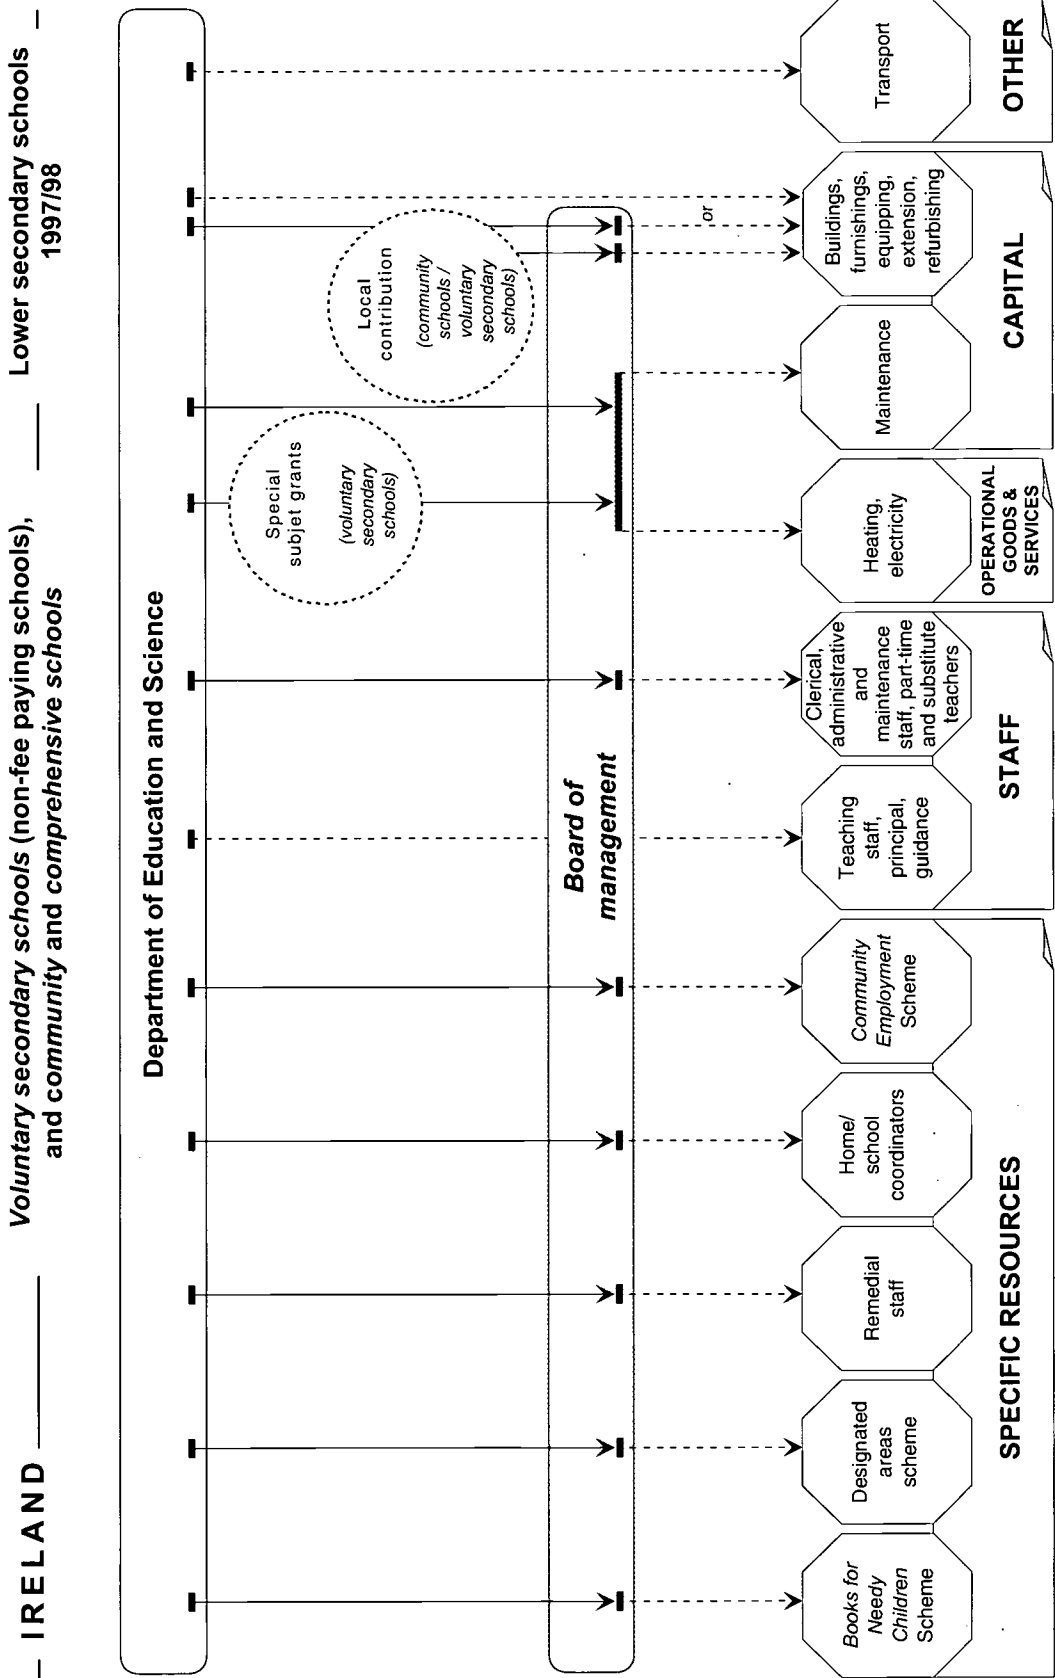 IRELAND
Voluntary secondary schools (non-fee paying schools),
and community and comprehensive schools
Lower secondary schools
1997/98
Department of Education and Science
Special
subjet grants
(voluntary
secondary
schools)
Local
contribution
(community
schools /
voluntary
secondary
schools)
Board of
management
or
Books for
Needy
Children
Scheme
Designated
areas
scheme
Remedial
staff
Home/
school
coordinators
Community
Employment
Scheme
Teaching
staff,
principal,
guidance
Clerical,
administrative
and
maintenance
staff, part-time
and substitute
teachers
Heating,
electricity
Maintenance
Buildings,
furnishings,
equipping,
extension,
refurbishing
Transport
SPECIFIC RESOURCES
STAFF
OPERATIONAL
GOODS &
SERVICES
CAPITAL
OTHER